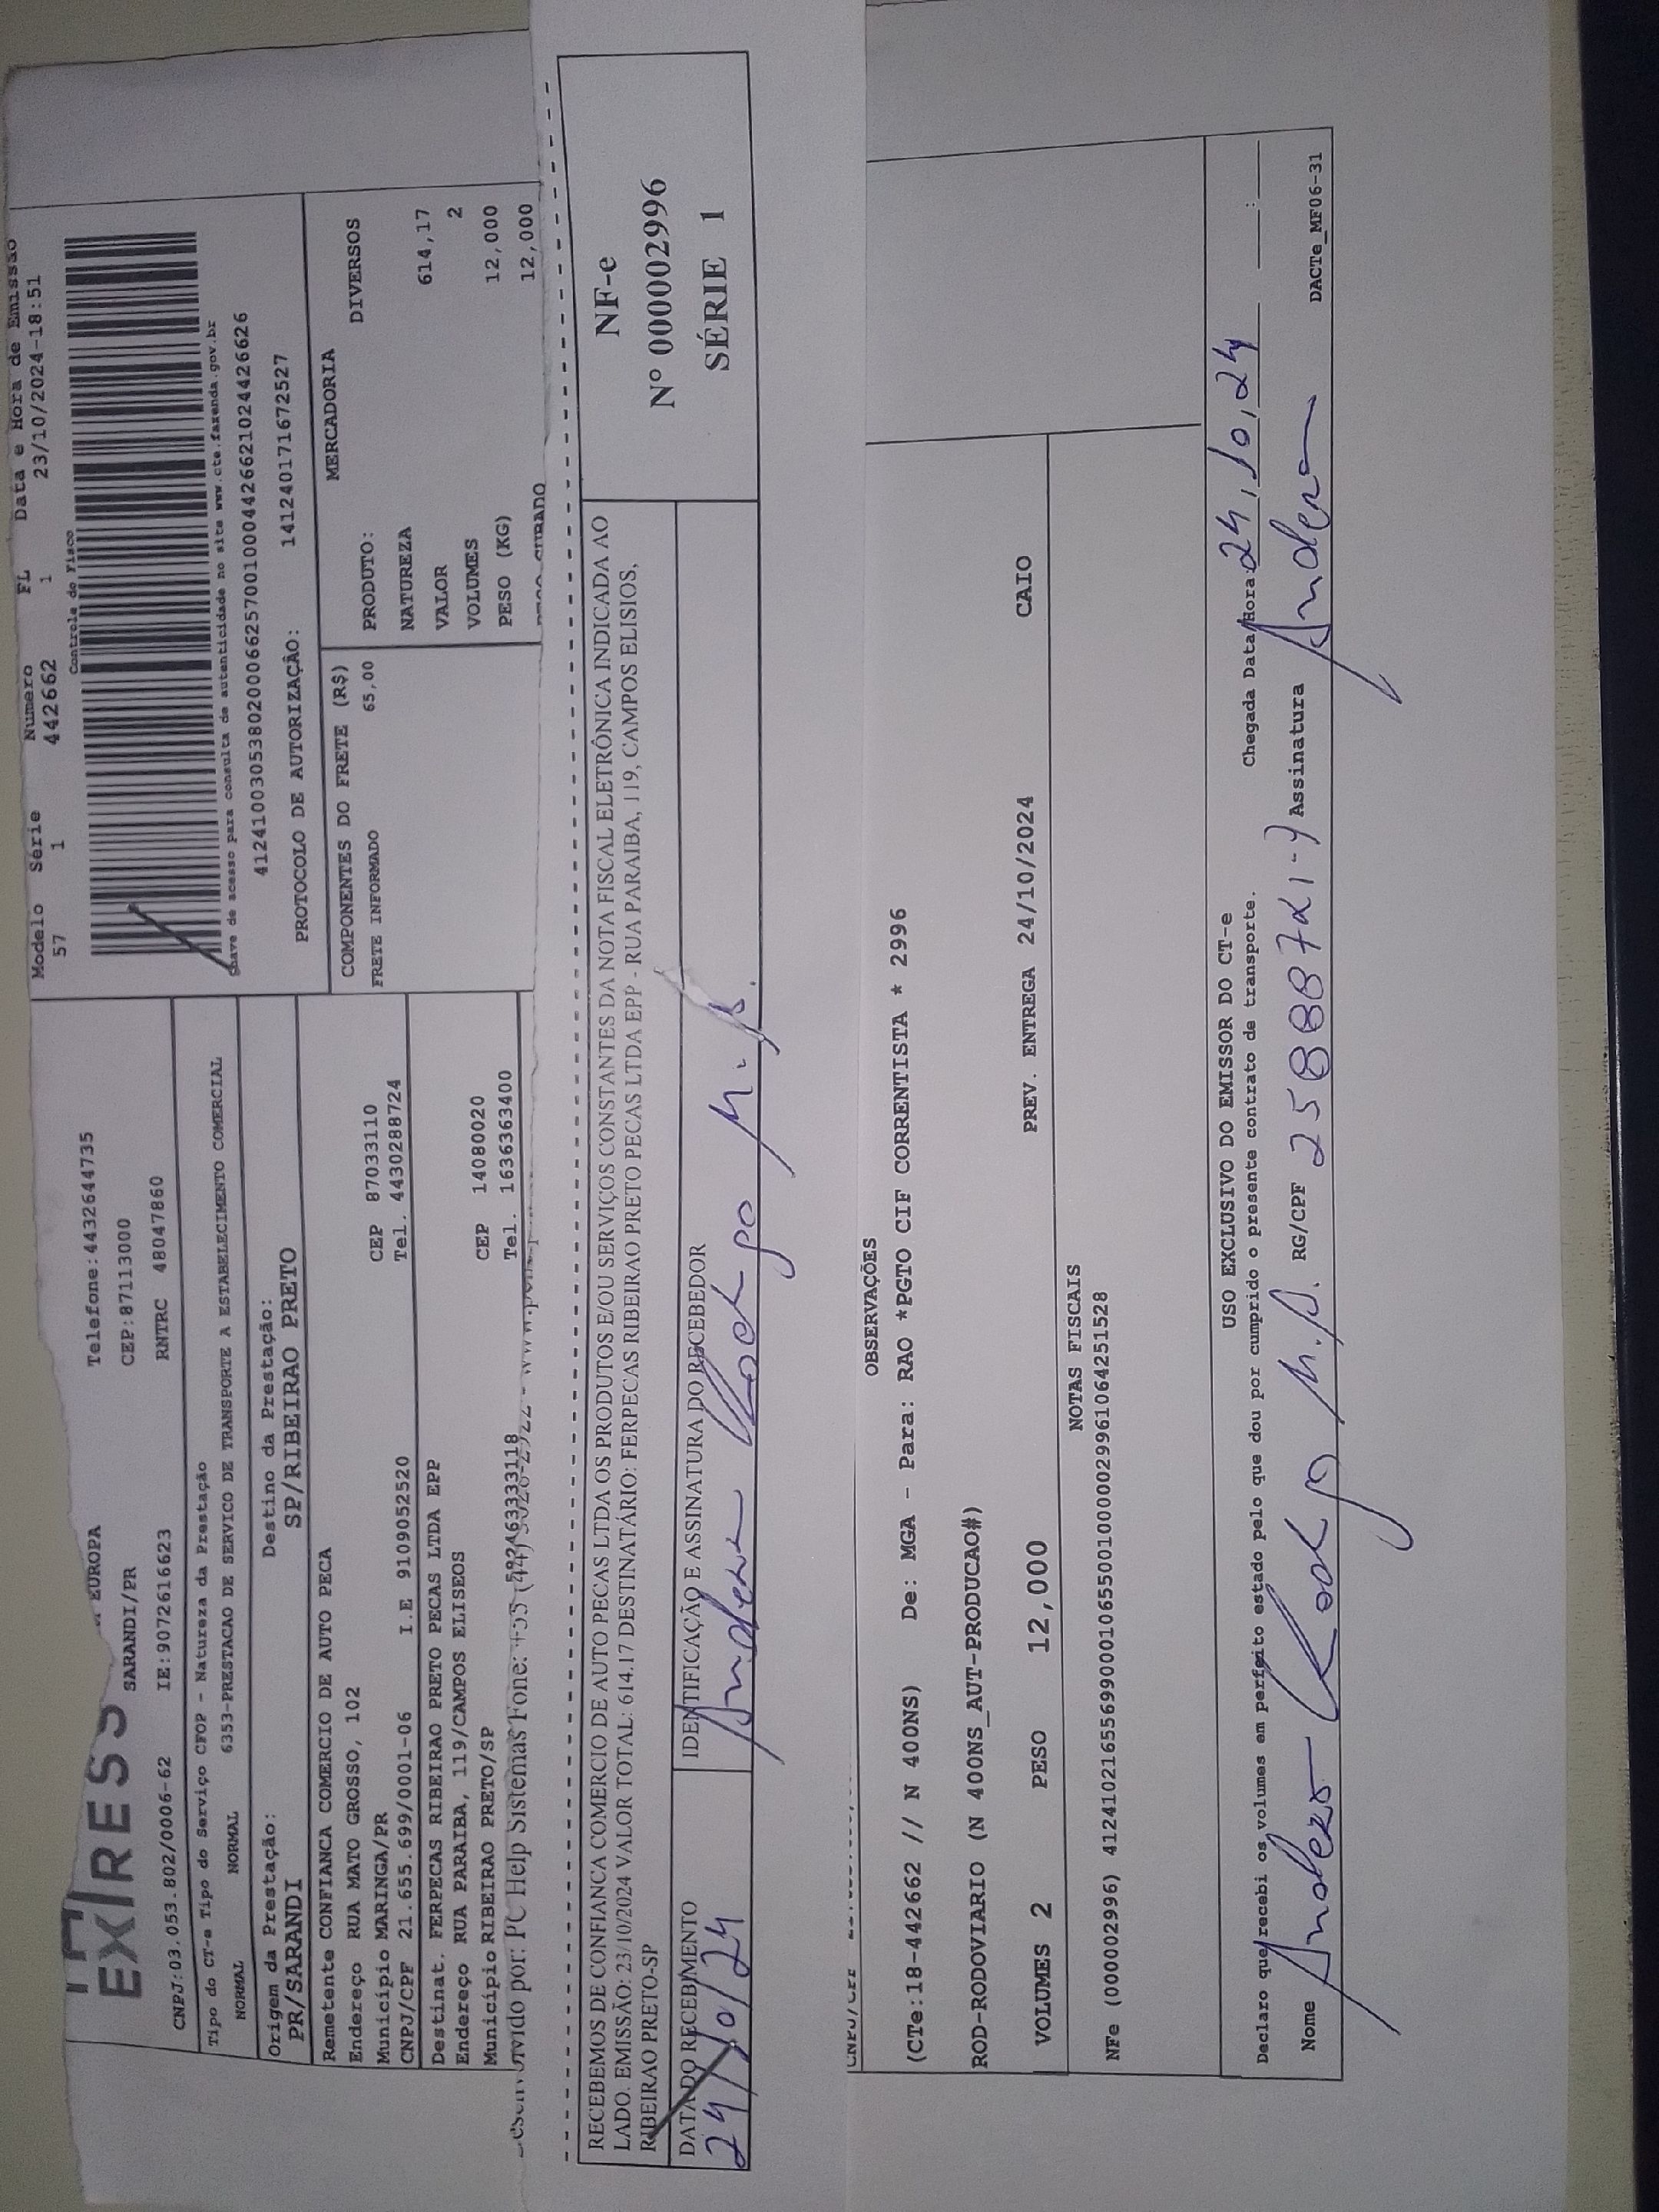 EXPRESS
EUROPA
SARANDI/PR
Telefone:4432644735
CEP:87113000
CNPJ:03.053.802/0006-62 IE:9072616623 RNTRC 48047860
Tipo do CT-e Tipo do Serviço CFOP - Natureza da Prestação
NORMAL NORMAL 6353-PRESTACAO DE SERVICO DE TRANSPORTE A ESTABELECIMENTO COMERCIAL
Origem da Prestação: Destino da Prestação:
PR/SARANDI SP/RIBEIRAO PRETO
Remetente CONFIANCA COMERCIO DE AUTO PECA
Endereço RUA MATO GROSSO, 102 CEP 87033110
Município MARINGA/PR Tel. 4430288724
CNPJ/CPF 21.655.699/0001-06 I.E 9109052520
Destinat. FERPECAS RIBEIRAO PRETO PECAS LTDA EPP
Endereço RUA PARAIBA, 119/CAMPOS ELISEOS CEP 14080020
Município RIBEIRAO PRETO/SP Tel. 1636363400
Modelo Série Numero FL Data e Hora de Emissão
57 1 442662 1 23/10/2024-18:51
Controle do Fisco
Chave de acesso para consulta de autenticidade no site www.cte.fazenda.gov.br
41241003053802000662570010004426621024426626
PROTOCOLO DE AUTORIZAÇÃO: 141240171672527
COMPONENTES DO FRETE (R$)
FRETE INFORMADO 65,00
MERCADORIA
PRODUTO: DIVERSOS
NATUREZA
VALOR 614,17
VOLUMES 2
PESO (KG) 12,000
PESO CUBADO 12,000
vido por: PC Help Sistemas Fone: +55 (44)
RECEBEMOS DE CONFIANCA COMERCIO DE AUTO PECAS LTDA OS PRODUTOS E/OU SERVIÇOS CONSTANTES DA NOTA FISCAL ELETRÔNICA INDICADA AO
LADO. EMISSÃO: 23/10/2024 VALOR TOTAL: 614.17 DESTINATÁRIO: FERPECAS RIBEIRAO PRETO PECAS LTDA EPP - RUA PARAIBA, 119, CAMPOS ELISIOS,
RIBEIRAO PRETO-SP
DATA DO RECEBIMENTO IDENTIFICAÇÃO E ASSINATURA DO RECEBEDOR
24/10/24
NF-e
Nº 000002996
SÉRIE 1
CNPJ/CPF
OBSERVAÇÕES
(CTe:18-442662 // N 400NS) De: MGA - Para: RAO *PGTO CIF CORRENTISTA * 2996
ROD-RODOVIARIO (N 400NS_AUT-PRODUCAO#)
VOLUMES 2 PESO 12,000 PREV. ENTREGA 24/10/2024 CAIO
NOTAS FISCAIS
NFe (000002996) 41241021655699000106550010000029961064251528
USO EXCLUSIVO DO EMISSOR DO CT-e
Declaro que recebi os volumes em perfeito estado pelo que dou por cumprido o presente contrato de transporte. Chegada Data/Hora: 24,10,24 :
Nome RG/CPF Assinatura
DACTe_MF06-31